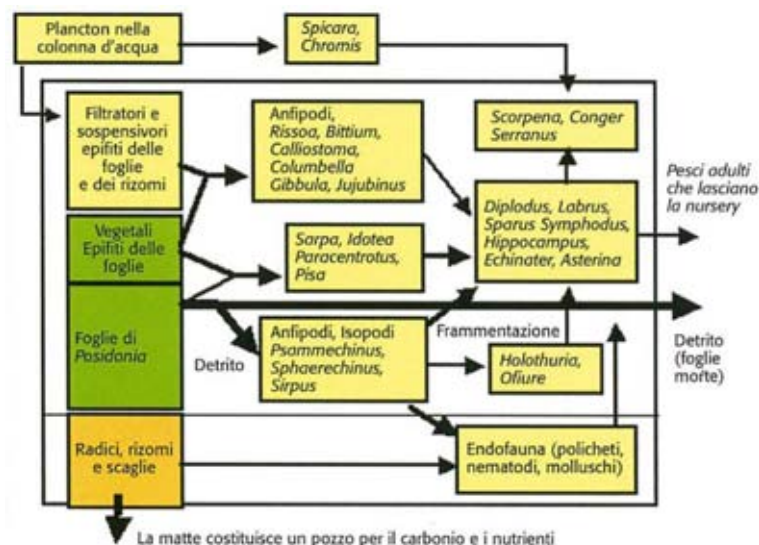 Plancton nella
colonna d'acqua
Spicara,
Chromis
Filtratori e
sospensivori
epifiti delle
foglie
e dei rizomi
Anfipodi,
Rissoa, Bittium,
Calliostoma,
Columbella
Gibbula, Jujubinus
Scorpena, Conger
Serranus
Pesci adulti
che lasciano
la nursery
Vegetali
Epifiti delle
foglie
Sarpa, Idotea
Paracentrotus,
Pisa
Diplodus, Labrus,
Sparus Symphodus,
Hippocampus,
Echinater, Asterina
Foglie di
Posidonia
Detrito
Anfipodi, Isopodi
Psammechinus,
Sphaerechinus,
Sirpus
Frammentazione
Holothuria,
Ofiure
Detrito
(foglie
morte)
Radici, rizomi
e scaglie
Endofauna (policheti,
nematodi, molluschi)
La matte costituisce un pozzo per il carbonio e i nutrienti